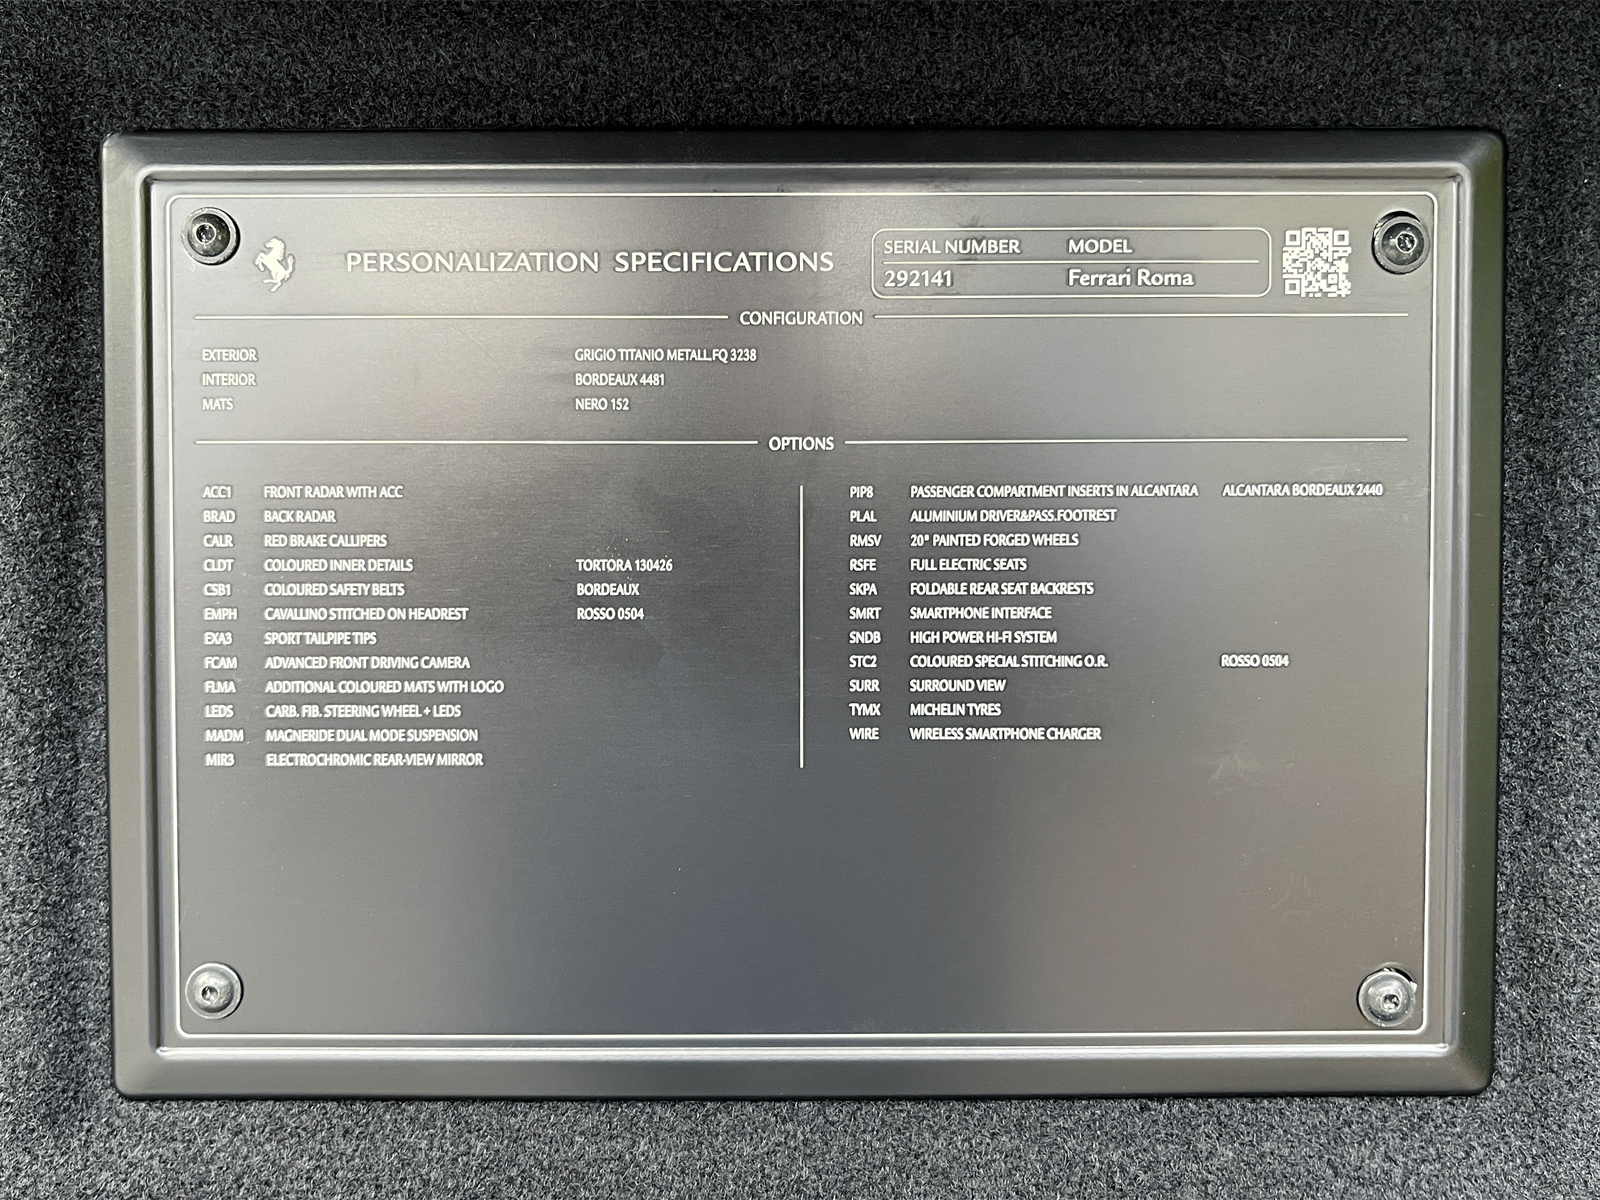 PERSONALIZATION SPECIFICATIONS
SERIAL NUMBER MODEL
292141 Ferrari Roma
CONFIGURATION
EXTERIOR GRIGIO TITANIO METALL.FQ 3238
INTERIOR BORDEAUX 4481
MATS NERO 152
OPTIONS
ACC1 FRONT RADAR WITH ACC
BRAD BACK RADAR
CALR RED BRAKE CALLIPERS
CLDT COLOURED INNER DETAILS TORTORA 130426
CSB1 COLOURED SAFETY BELTS BORDEAUX
EMPH CAVALLINO STITCHED ON HEADREST ROSSO 0504
EXA3 SPORT TAILPIPE TIPS
FCAM ADVANCED FRONT DRIVING CAMERA
FLMA ADDITIONAL COLOURED MATS WITH LOGO
LEDS CARB. FIB. STEERING WHEEL + LEDS
MADM MAGNERIDE DUAL MODE SUSPENSION
MIR3 ELECTROCHROMIC REAR-VIEW MIRROR
PIP8 PASSENGER COMPARTMENT INSERTS IN ALCANTARA ALCANTARA BORDEAUX 2440
PLAL ALUMINIUM DRIVER&PASS.FOOTREST
RMSV 20" PAINTED FORGED WHEELS
RSFE FULL ELECTRIC SEATS
SKPA FOLDABLE REAR SEAT BACKRESTS
SMRT SMARTPHONE INTERFACE
SNDB HIGH POWER HI-FI SYSTEM
STC2 COLOURED SPECIAL STITCHING O.R. ROSSO 0504
SURR SURROUND VIEW
TYMX MICHELIN TYRES
WIRE WIRELESS SMARTPHONE CHARGER